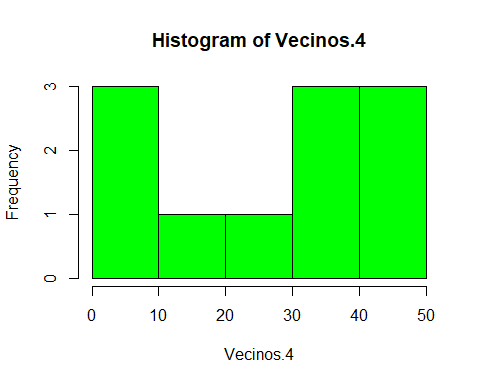 Histogram of Vecinos.4
Frequency
3
2
1
0
0 10 20 30 40 50
Vecinos.4